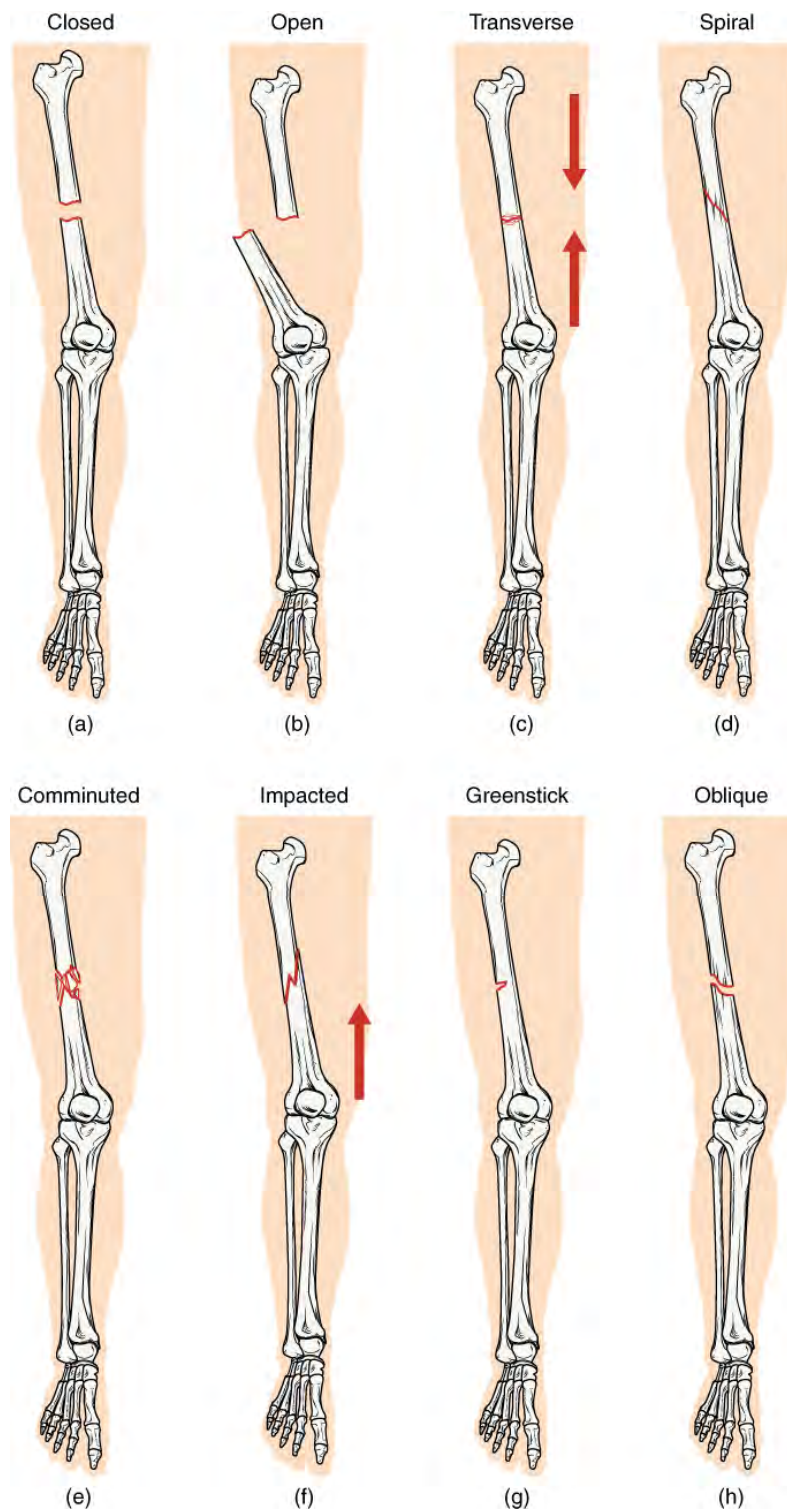 Closed Open Transverse Spiral
(a) (b) (c) (d)
Comminuted Impacted Greenstick Oblique
(e) (f) (g) (h)